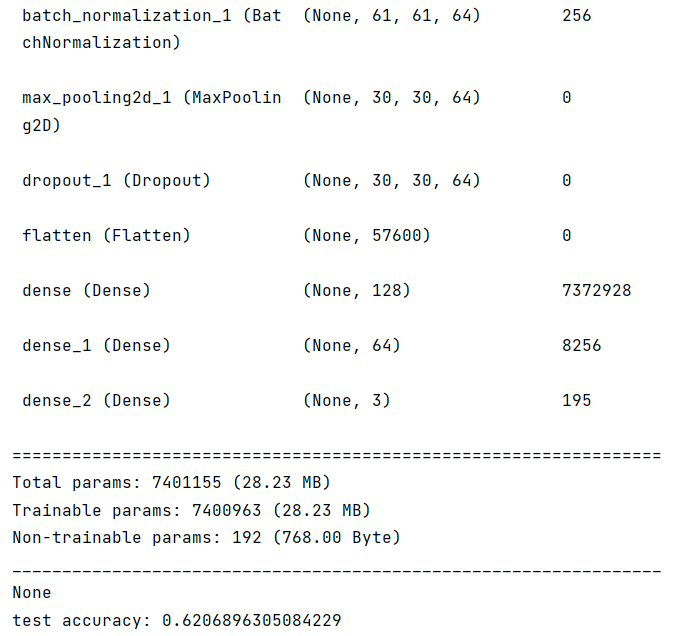 batch_normalization_1 (Bat (None, 61, 61, 64) 256
chNormalization)
max_pooling2d_1 (MaxPoolin (None, 30, 30, 64) 0
g2D)
dropout_1 (Dropout) (None, 30, 30, 64) 0
flatten (Flatten) (None, 57600) 0
dense (Dense) (None, 128) 7372928
dense_1 (Dense) (None, 64) 8256
dense_2 (Dense) (None, 3) 195
=================================================================
Total params: 7401155 (28.23 MB)
Trainable params: 7400963 (28.23 MB)
Non-trainable params: 192 (768.00 Byte)
_________________________________________________________________
None
test accuracy: 0.6206896305084229